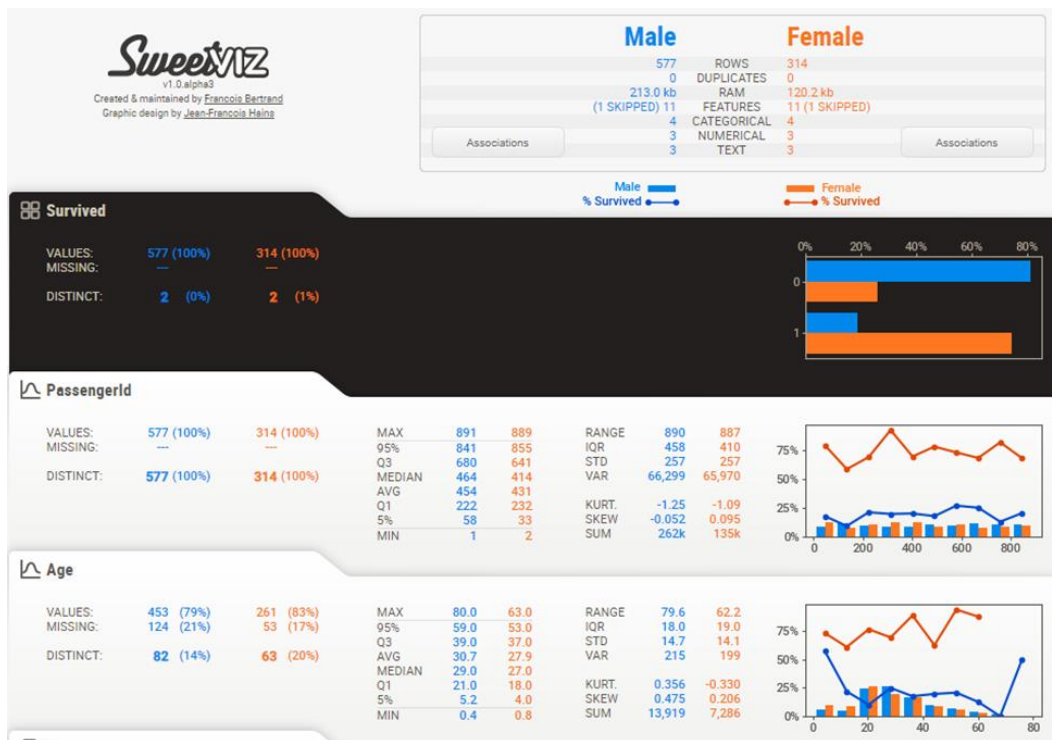 SweetVIZ
v1.0.alpha3
Created & maintained by Francois Bertrand
Graphic design by Jean-Francois Hains
Male Female
577 ROWS 314
0 DUPLICATES 0
213.0 kb RAM 120.2 kb
(1 SKIPPED) 11 FEATURES 11 (1 SKIPPED)
4 CATEGORICAL 4
3 NUMERICAL 3
3 TEXT 3
Associations
Associations
Male Female
% Survived % Survived
Survived
VALUES: 577 (100%) 314 (100%)
MISSING: --- ---
DISTINCT: 2 (0%) 2 (1%)
0% 20% 40% 60% 80%
0
1
PassengerId
VALUES: 577 (100%) 314 (100%)
MISSING: --- ---
DISTINCT: 577 (100%) 314 (100%)
MAX 891 889
95% 841 855
Q3 680 641
MEDIAN 464 414
AVG 454 431
Q1 222 232
5% 58 33
MIN 1 2
RANGE 890 887
IQR 458 410
STD 257 257
VAR 66,299 65,970
KURT. -1.25 -1.09
SKEW -0.052 0.095
SUM 262k 135k
75%
50%
25%
0%
0 200 400 600 800
Age
VALUES: 453 (79%) 261 (83%)
MISSING: 124 (21%) 53 (17%)
DISTINCT: 82 (14%) 63 (20%)
MAX 80.0 63.0
95% 59.0 53.0
Q3 39.0 37.0
AVG 30.7 27.9
MEDIAN 29.0 27.0
Q1 21.0 18.0
5% 5.2 4.0
MIN 0.4 0.8
RANGE 79.6 62.2
IQR 18.0 19.0
STD 14.7 14.1
VAR 215 199
KURT. 0.356 -0.330
SKEW 0.475 0.206
SUM 13,919 7,286
75%
50%
25%
0%
0 20 40 60 80